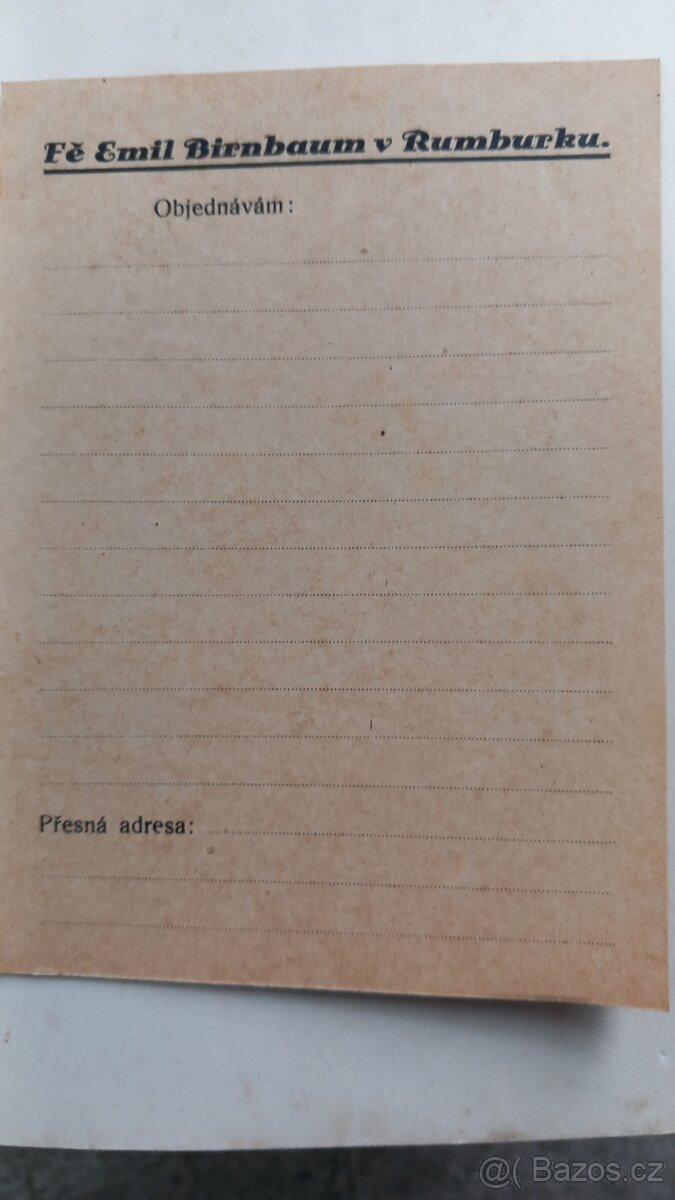 Fě Emil Birnbaum v Rumburku.
Objednávám:
Přesná adresa:
@( Bazos.cz